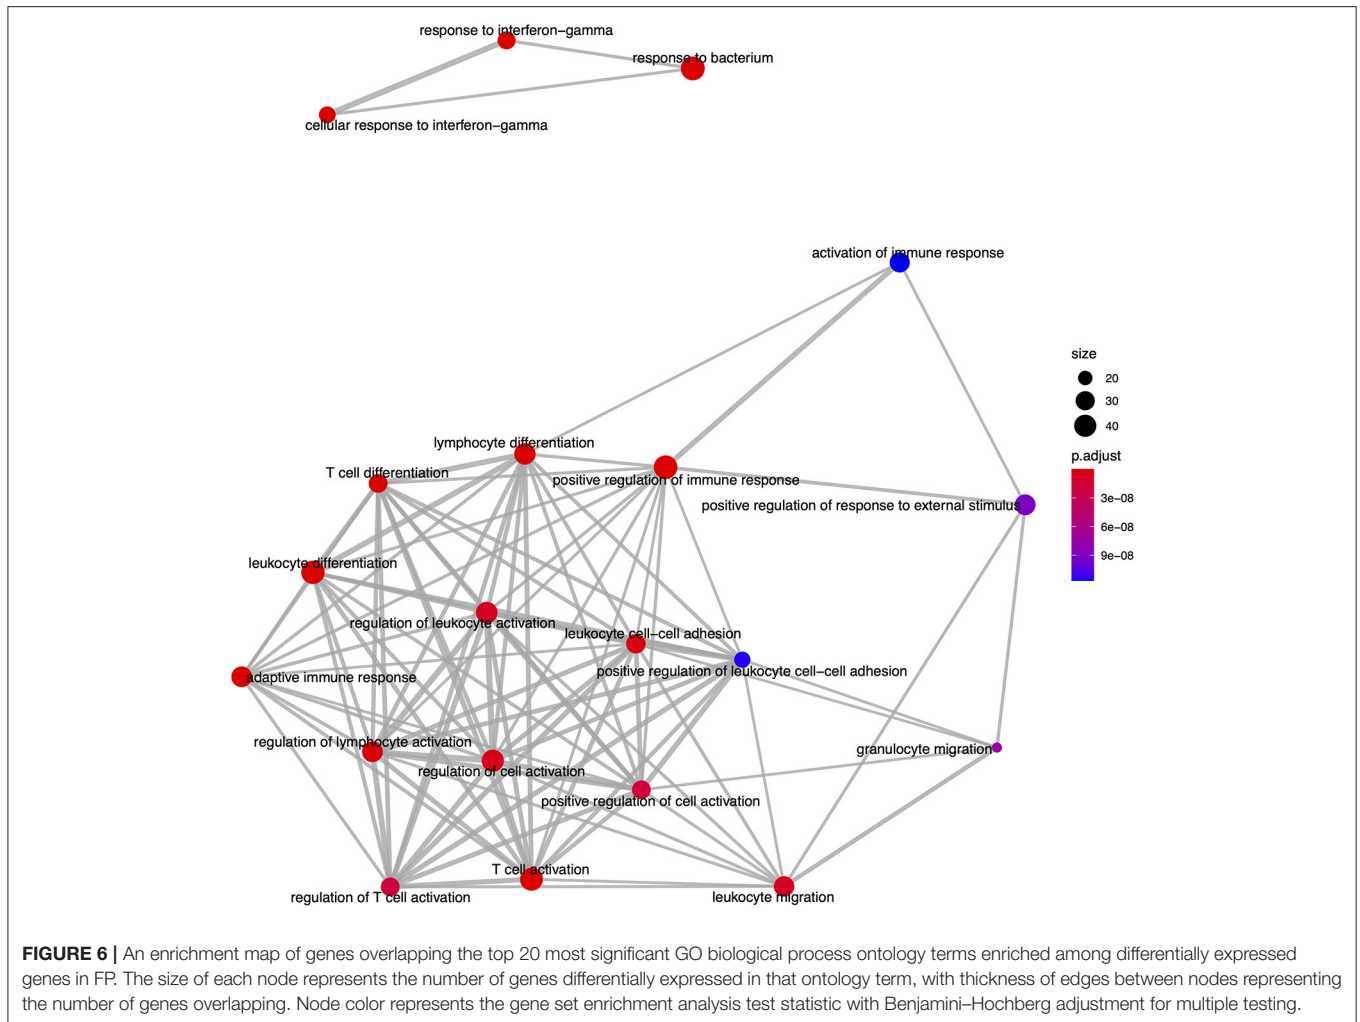 response to interferon−gamma
response to bacterium
cellular response to interferon−gamma
activation of immune response
size
20
30
40
p.adjust
3e−08
6e−08
9e−08
lymphocyte differentiation
T cell differentiation
positive regulation of immune response
positive regulation of response to external stimulus
leukocyte differentiation
regulation of leukocyte activation
leukocyte cell−cell adhesion
positive regulation of leukocyte cell−cell adhesion
adaptive immune response
regulation of lymphocyte activation
granulocyte migration
regulation of cell activation
positive regulation of cell activation
T cell activation
regulation of T cell activation
leukocyte migration
FIGURE 6 | An enrichment map of genes overlapping the top 20 most significant GO biological process ontology terms enriched among differentially expressed
genes in FP. The size of each node represents the number of genes differentially expressed in that ontology term, with thickness of edges between nodes representing
the number of genes overlapping. Node color represents the gene set enrichment analysis test statistic with Benjamini–Hochberg adjustment for multiple testing.